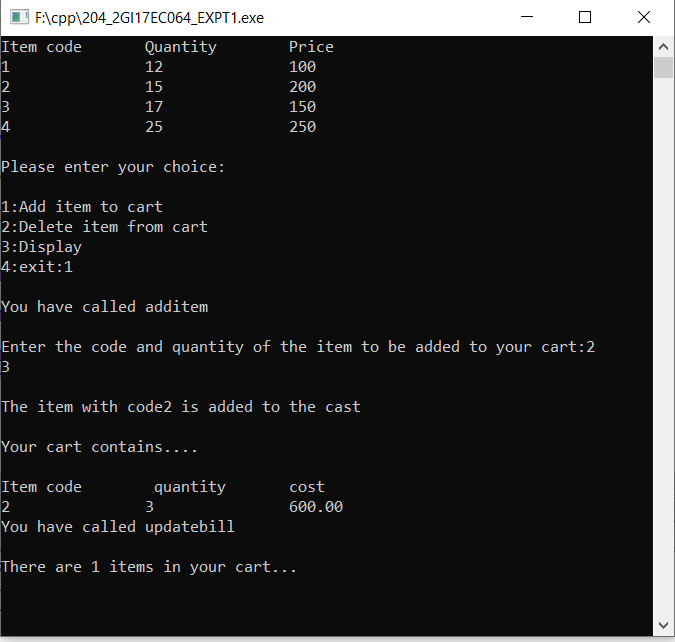 F:\cpp\204_2GI17EC064_EXPT1.exe
Item code Quantity Price
1 12 100
2 15 200
3 17 150
4 25 250
Please enter your choice:
1:Add item to cart
2:Delete item from cart
3:Display
4:exit:1
You have called additem
Enter the code and quantity of the item to be added to your cart:2
3
The item with code2 is added to the cast
Your cart contains....
Item code quantity cost
2 3 600.00
You have called updatebill
There are 1 items in your cart...